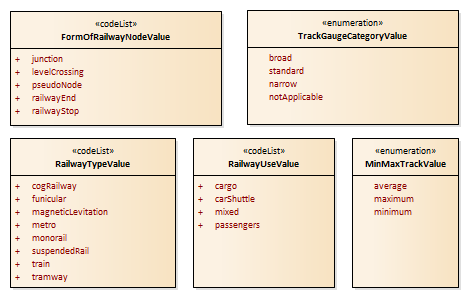 «codeList»
FormOfRailwayNodeValue
+ junction
+ levelCrossing
+ pseudoNode
+ railwayEnd
+ railwayStop
«enumeration»
TrackGaugeCategoryValue
broad
standard
narrow
notApplicable
«codeList»
RailwayTypeValue
+ cogRailway
+ funicular
+ magneticLevitation
+ metro
+ monorail
+ suspendedRail
+ train
+ tramway
«codeList»
RailwayUseValue
+ cargo
+ carShuttle
+ mixed
+ passengers
«enumeration»
MinMaxTrackValue
average
maximum
minimum